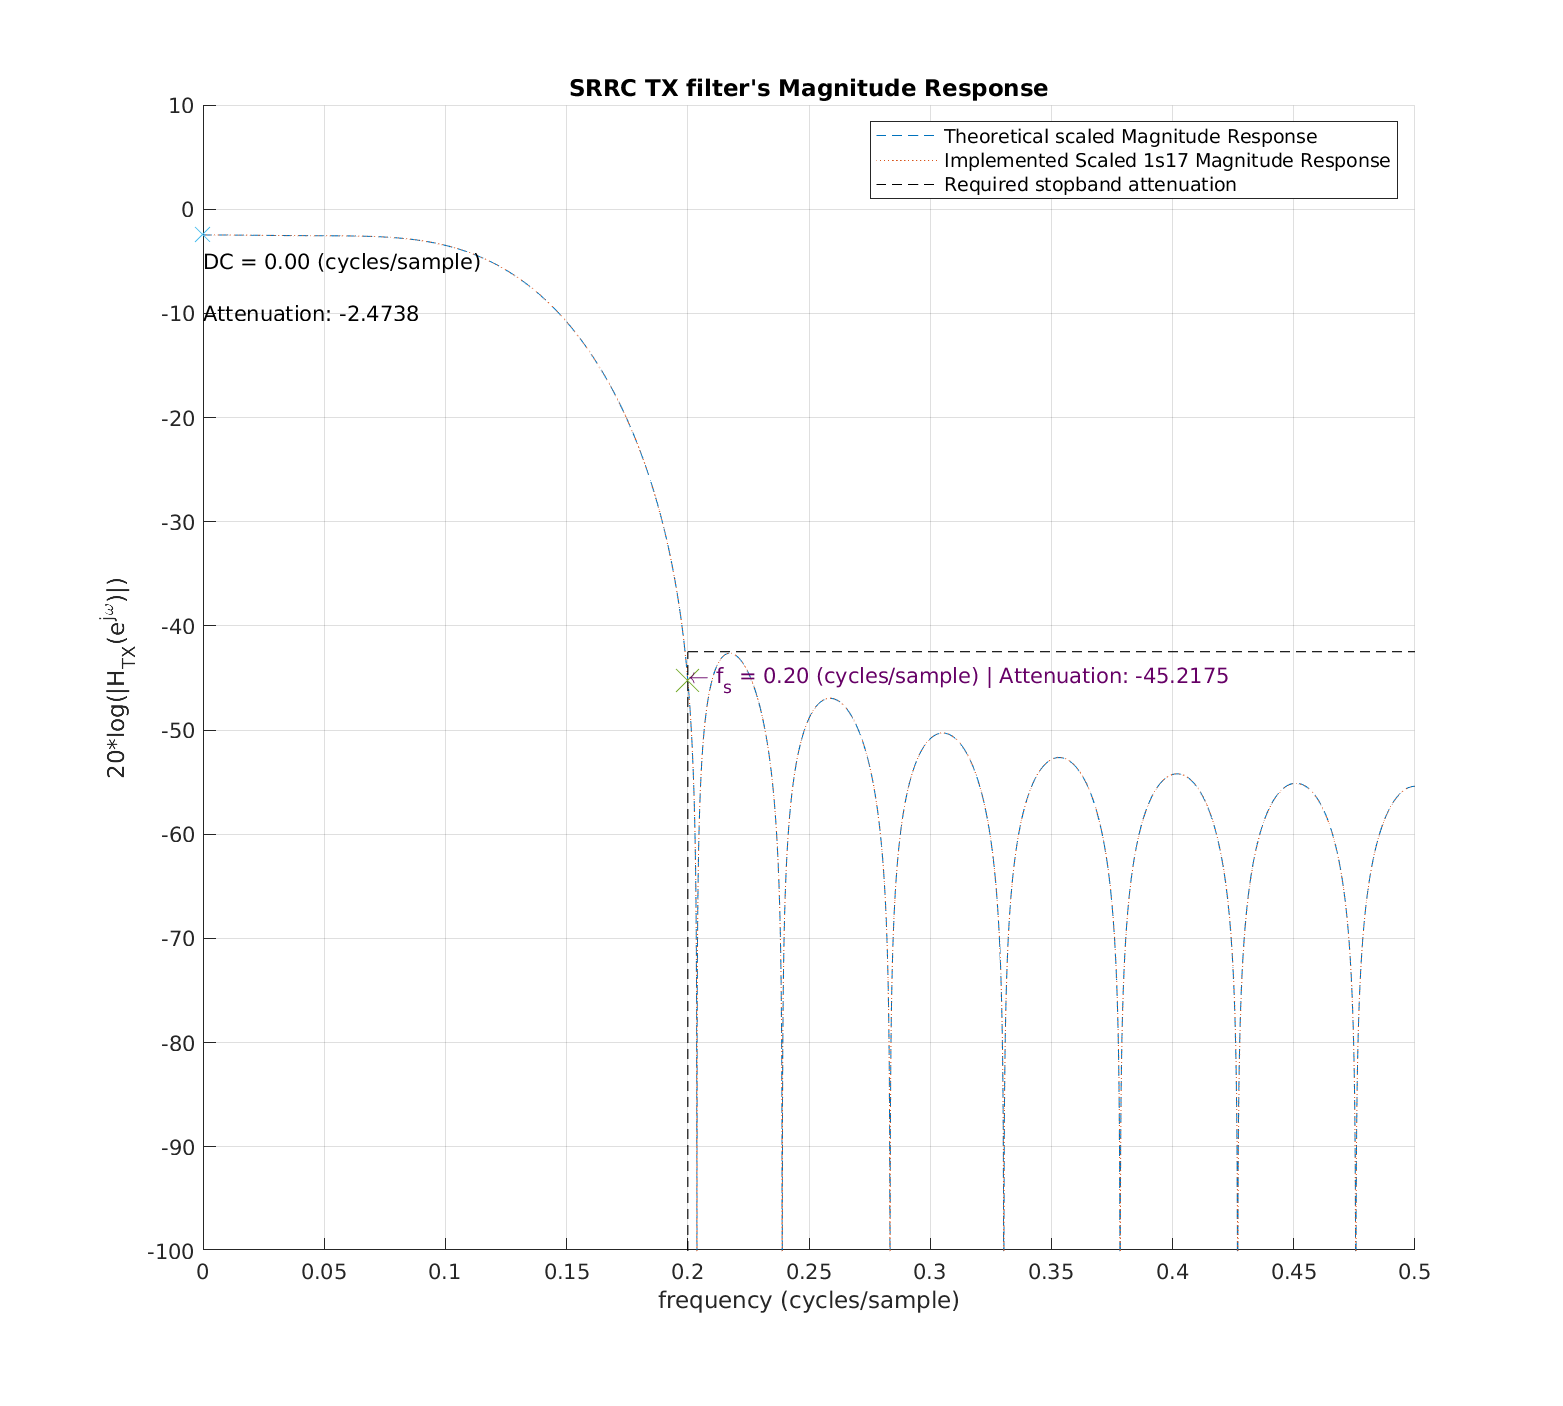 SRRC TX filter's Magnitude Response
Theoretical scaled Magnitude Response
Implemented Scaled 1s17 Magnitude Response
Required stopband attenuation
10
0
-10
-20
-30
-40
-50
-60
-70
-80
-90
-100
20*log(|H_TX(e^jω)|)
DC = 0.00 (cycles/sample)
Attenuation: -2.4738
← f_s = 0.20 (cycles/sample) | Attenuation: -45.2175
0 0.05 0.1 0.15 0.2 0.25 0.3 0.35 0.4 0.45 0.5
frequency (cycles/sample)